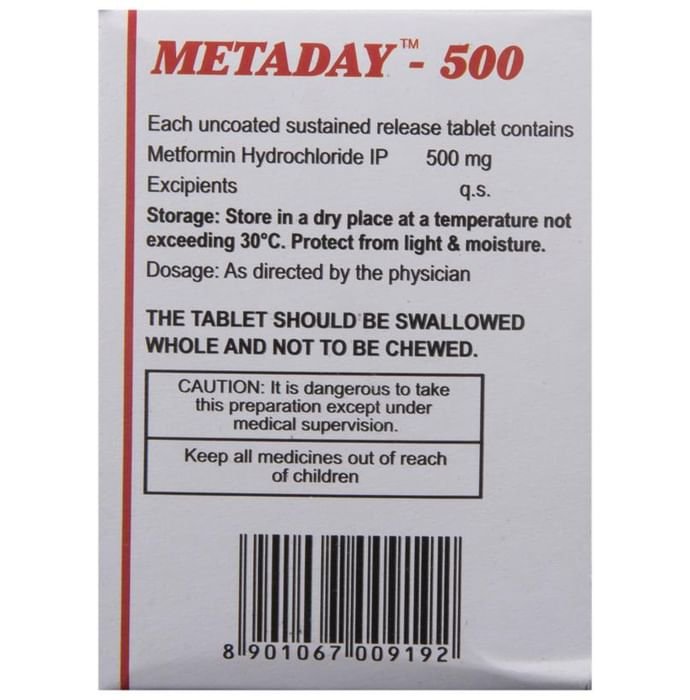 METADAY™ - 500
Each uncoated sustained release tablet contains
Metformin Hydrochloride IP 500 mg
Excipients q.s.
Storage: Store in a dry place at a temperature not
exceeding 30°C. Protect from light & moisture.
Dosage: As directed by the physician
THE TABLET SHOULD BE SWALLOWED
WHOLE AND NOT TO BE CHEWED.
CAUTION: It is dangerous to take
this preparation except under
medical supervision.
Keep all medicines out of reach
of children
8 901067 009192